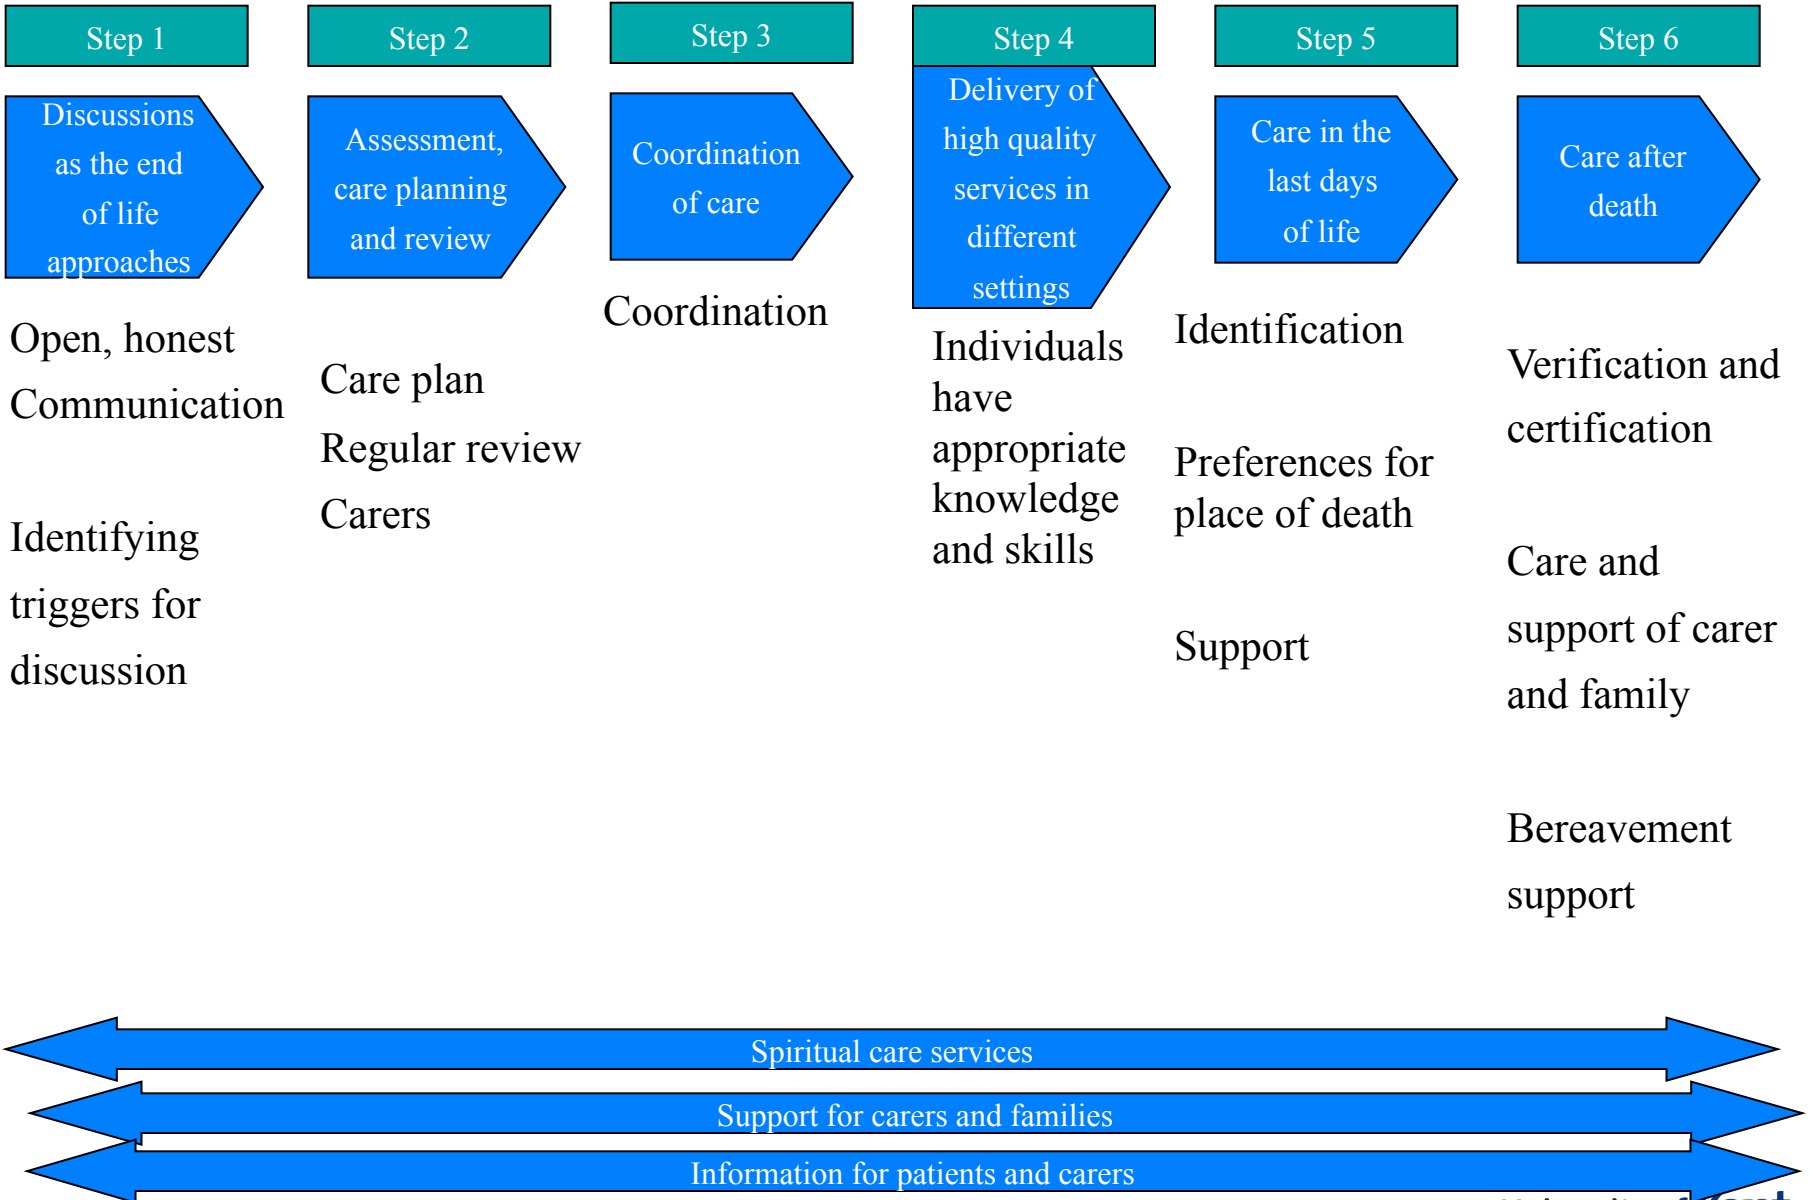 Step 1
Step 2
Step 3
Step 4
Step 5
Step 6
Discussions
as the end
of life
approaches
Assessment,
care planning
and review
Coordination
of care
Delivery of
high quality
services in
different
settings
Care in the
last days
of life
Care after
death
Open, honest
Communication
Identifying
triggers for
discussion
Care plan
Regular review
Carers
Coordination
Individuals
have
appropriate
knowledge
and skills
Identification
Preferences for
place of death
Support
Verification and
certification
Care and
support of carer
and family
Bereavement
support
Spiritual care services
Support for carers and families
Information for patients and carers